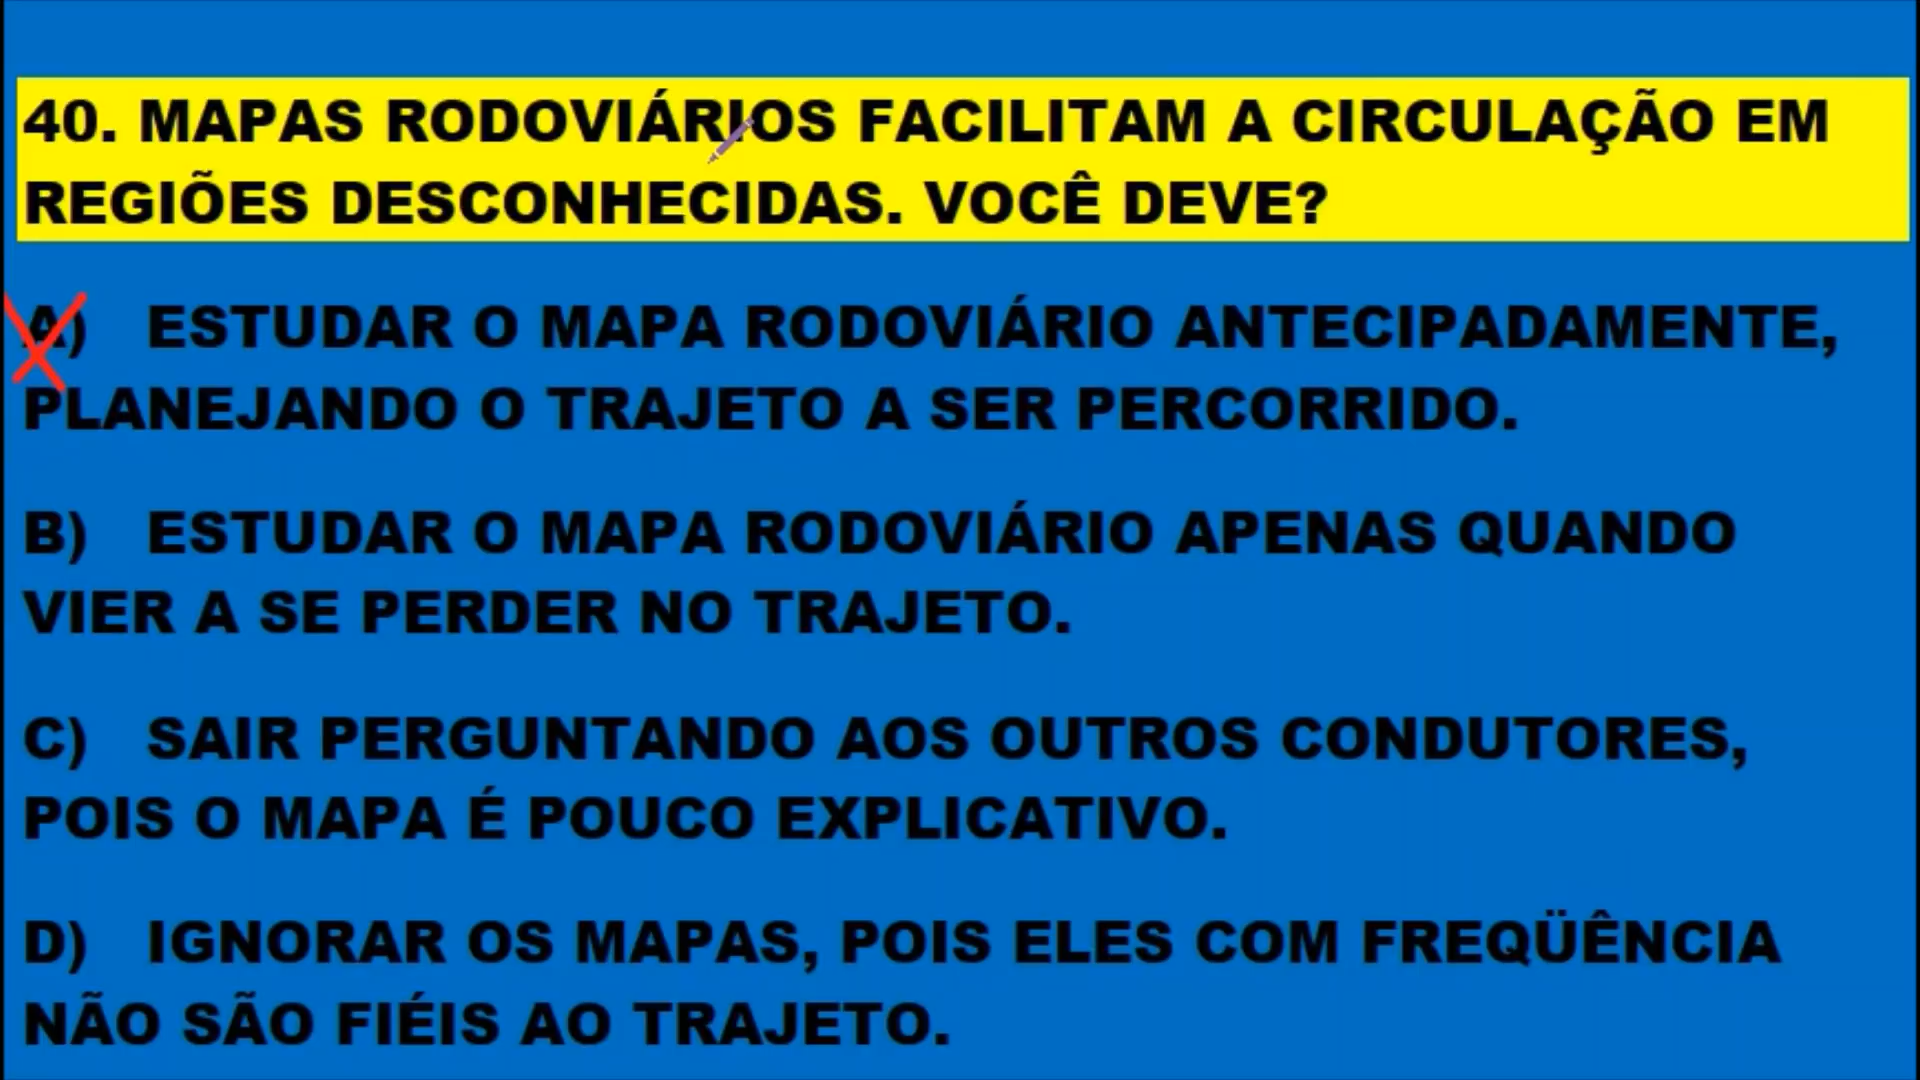 40. MAPAS RODOVIÁRIOS FACILITAM A CIRCULAÇÃO EM
REGIÕES DESCONHECIDAS. VOCÊ DEVE?
A) ESTUDAR O MAPA RODOVIÁRIO ANTECIPADAMENTE,
PLANEJANDO O TRAJETO A SER PERCORRIDO.
B) ESTUDAR O MAPA RODOVIÁRIO APENAS QUANDO
VIER A SE PERDER NO TRAJETO.
C) SAIR PERGUNTANDO AOS OUTROS CONDUTORES,
POIS O MAPA É POUCO EXPLICATIVO.
D) IGNORAR OS MAPAS, POIS ELES COM FREQÜÊNCIA
NÃO SÃO FIÉIS AO TRAJETO.